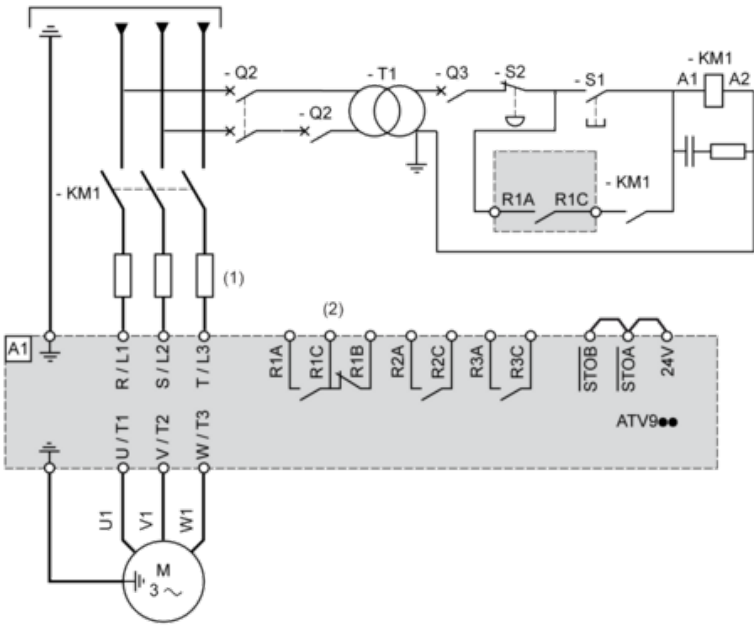 - Q2
- T1
- Q3
- S2
- S1
- KM1
A1 A2
- Q2
- KM1
R1A R1C
- KM1
(1)
(2)
A1
R / L1
S / L2
T / L3
R1A
R1C
R1B
R2A
R2C
R3A
R3C
STOB
STOA
24V
ATV9●●
U / T1
V / T2
W / T3
U1
V1
W1
M
3 ~